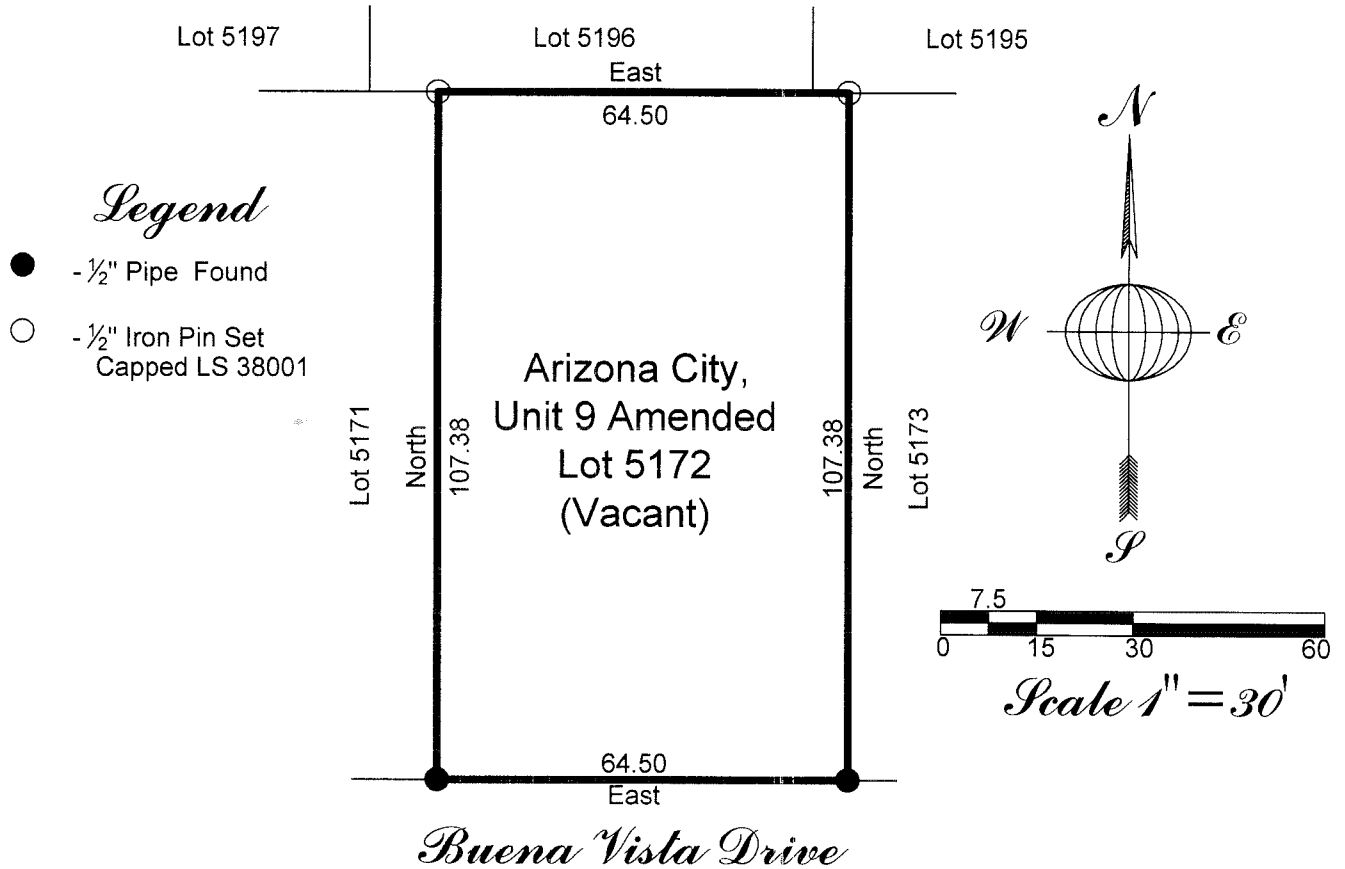 Lot 5197
Lot 5196
Lot 5195
East
64.50
N
Legend
- ½" Pipe Found
- ½" Iron Pin Set
Capped LS 38001
W
E
S
Arizona City,
Unit 9 Amended
Lot 5172
(Vacant)
Lot 5171
North
107.38
107.38
North
Lot 5173
7.5
0 15 30 60
Scale 1" = 30'
64.50
East
Buena Vista Drive